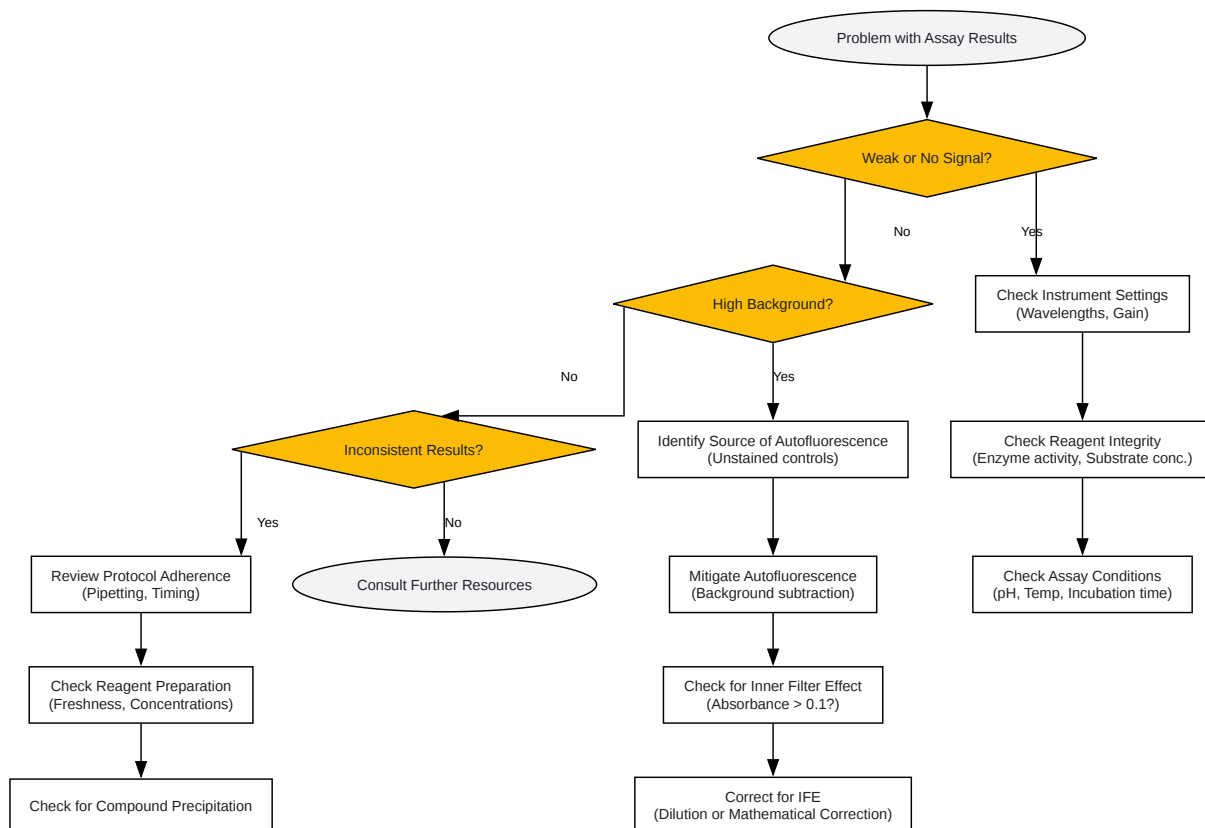 Problem with Assay Results
Weak or No Signal?
No
Yes
High Background?
Check Instrument Settings
(Wavelengths, Gain)
No
Yes
Inconsistent Results?
Identify Source of Autofluorescence
(Unstained controls)
Check Reagent Integrity
(Enzyme activity, Substrate conc.)
Yes
No
Review Protocol Adherence
(Pipetting, Timing)
Consult Further Resources
Mitigate Autofluorescence
(Background subtraction)
Check Assay Conditions
(pH, Temp, Incubation time)
Check Reagent Preparation
(Freshness, Concentrations)
Check for Inner Filter Effect
(Absorbance > 0.1?)
Check for Compound Precipitation
Correct for IFE
(Dilution or Mathematical Correction)